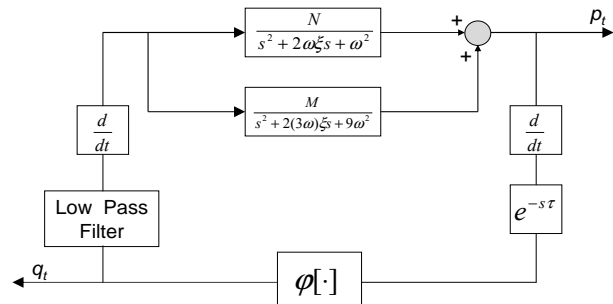 p_t
N
s² + 2ωξs + ω²
+
+
M
s² + 2(3ω)ξs + 9ω²
d
dt
d
dt
Low Pass
Filter
e^{-sτ}
q_t
φ[·]